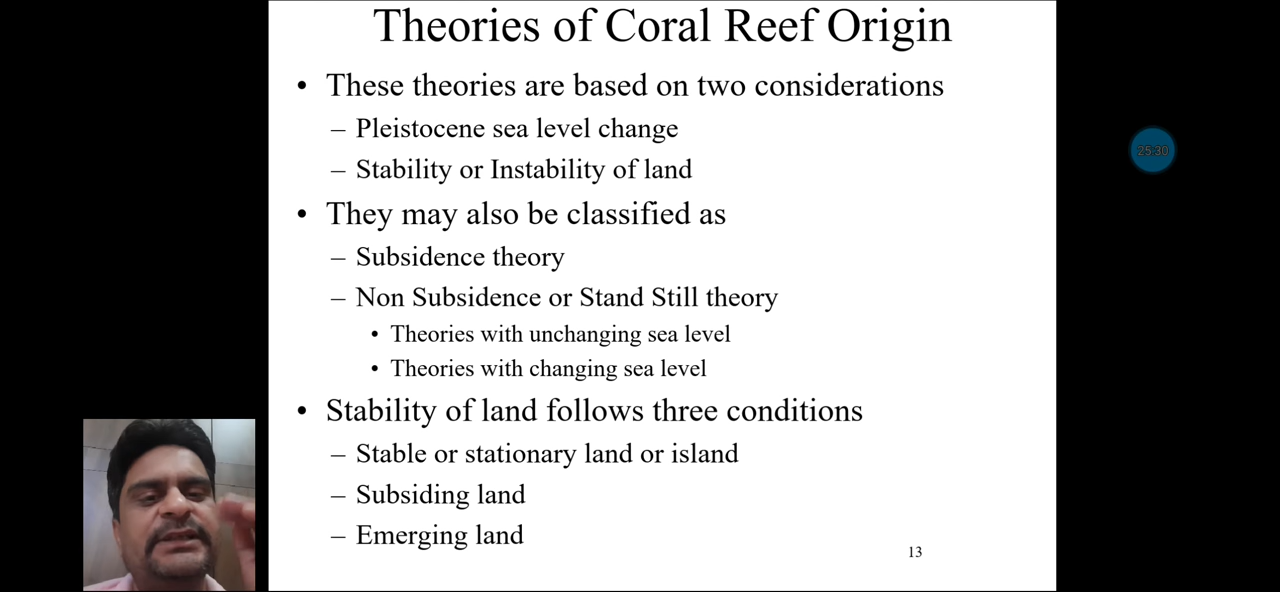 Theories of Coral Reef Origin
• These theories are based on two considerations
– Pleistocene sea level change
– Stability or Instability of land
25:30
• They may also be classified as
– Subsidence theory
– Non Subsidence or Stand Still theory
• Theories with unchanging sea level
• Theories with changing sea level
• Stability of land follows three conditions
– Stable or stationary land or island
– Subsiding land
– Emerging land
13